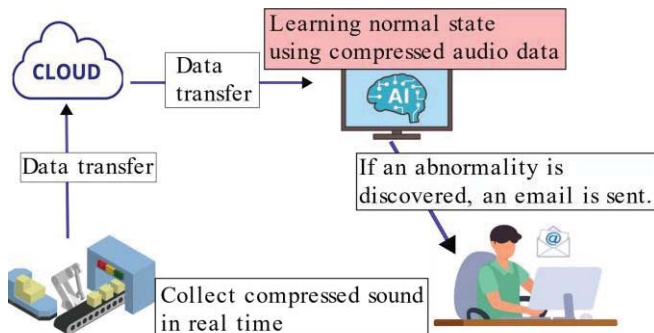 Learning normal state
using compressed audio data
CLOUD
Data
transfer
AI
Data transfer
If an abnormality is
discovered, an email is sent.
@
Collect compressed sound
in real time